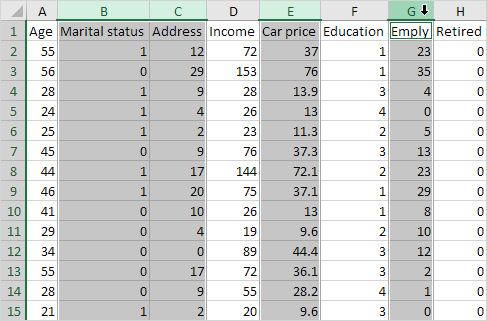 A B C D E F G H
1 Age Marital status Address Income Car price Education Emply Retired
2 55 1 12 72 37 1 23 0
3 56 0 29 153 76 1 35 0
4 28 1 9 28 13.9 3 4 0
5 24 1 4 26 13 4 0 0
6 25 1 2 23 11.3 2 5 0
7 45 0 9 76 37.3 3 13 0
8 44 1 17 144 72.1 2 23 0
9 46 1 20 75 37.1 1 29 0
10 41 0 10 26 13 1 8 0
11 29 0 4 19 9.6 2 10 0
12 34 0 0 89 44.4 3 12 0
13 55 0 17 72 36.1 3 2 0
14 28 0 9 55 28.2 4 1 0
15 21 1 2 20 9.6 3 0 0